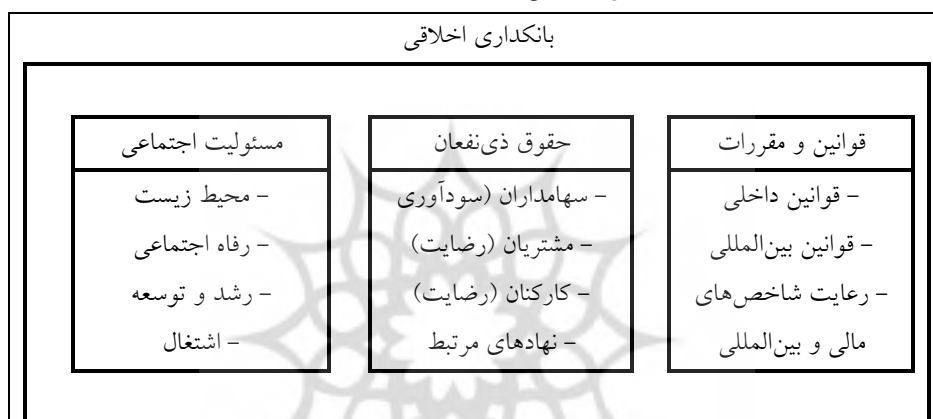 بانکداری اخلاقی
قوانین و مقررات
- قوانین داخلی
- قوانین بین‌المللی
- رعایت شاخص‌های
مالی و بین‌المللی
حقوق ذی‌نفعان
- سهامداران (سودآوری
- مشتریان (رضایت)
- کارکنان (رضایت)
- نهادهای مرتبط
مسئولیت اجتماعی
- محیط زیست
- رفاه اجتماعی
- رشد و توسعه
- اشتغال